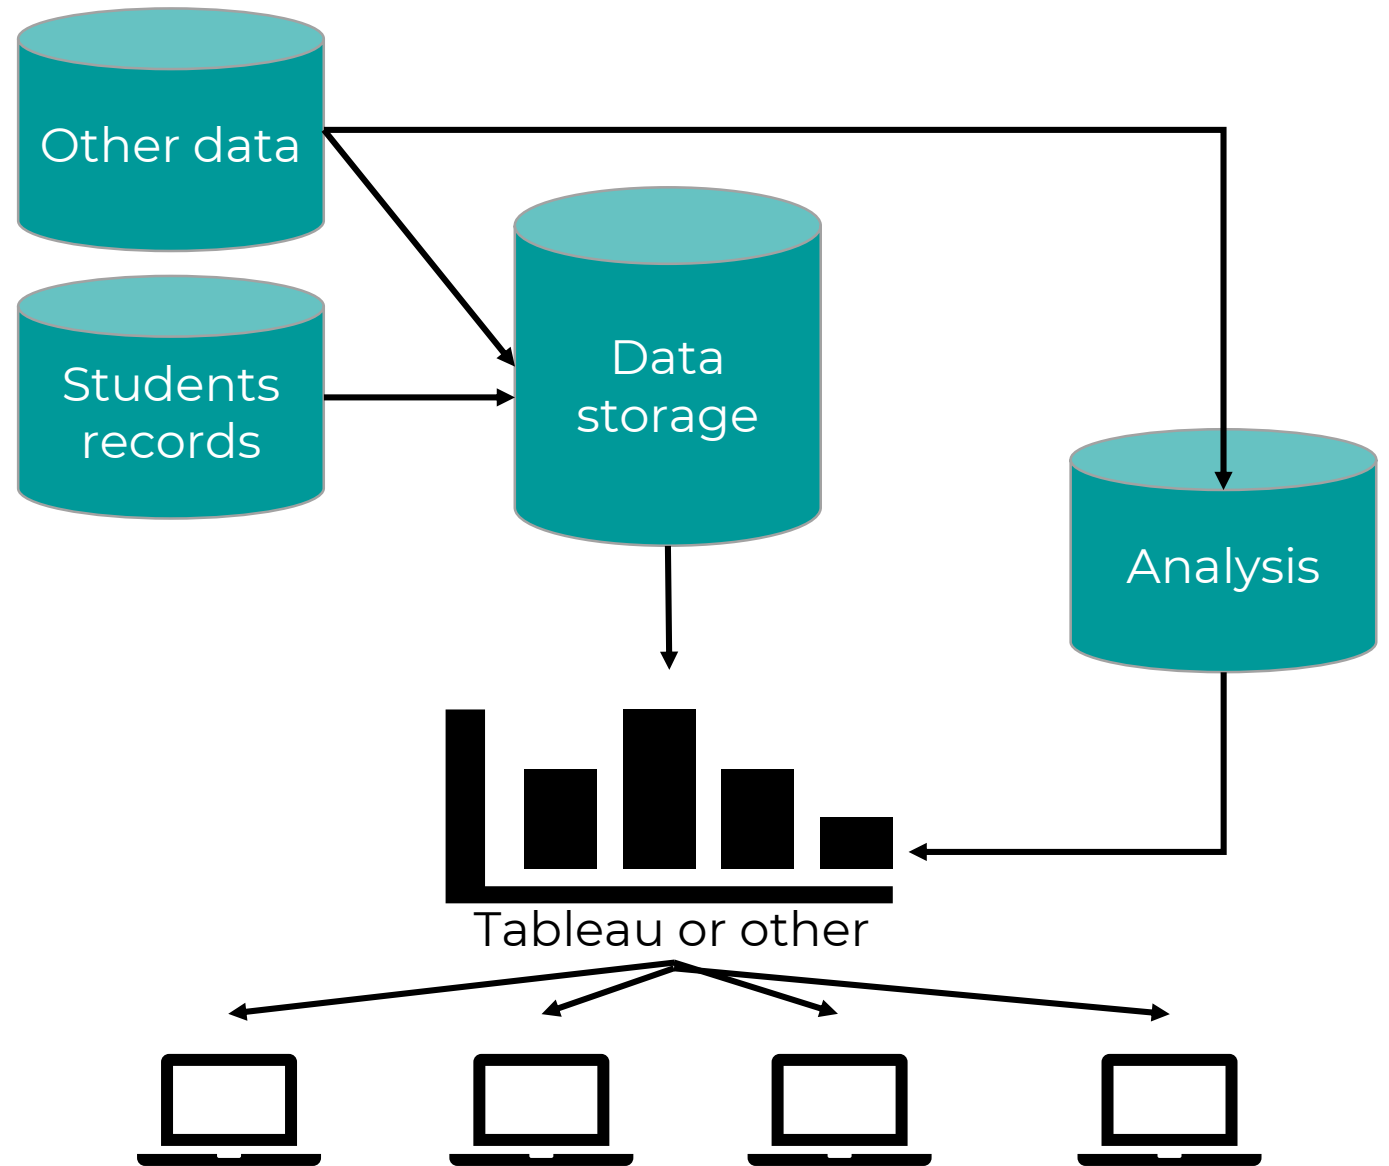 Other data
Students
records
Data
storage
Analysis
Tableau or other